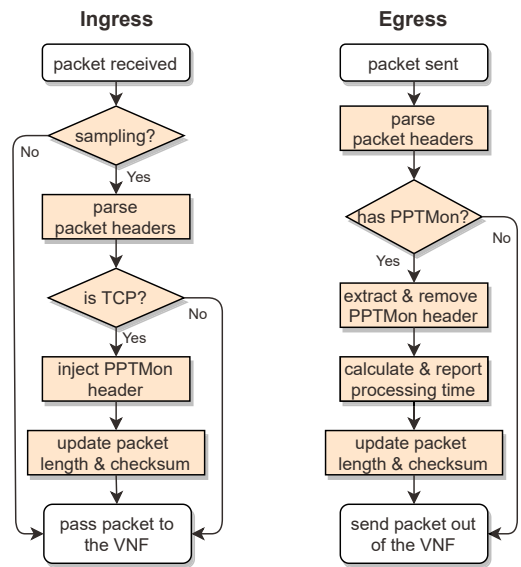 Ingress
packet received
sampling?
No
Yes
parse
packet headers
is TCP?
No
Yes
inject PPTMon
header
update packet
length & checksum
pass packet to
the VNF
Egress
packet sent
parse
packet headers
has PPTMon?
No
Yes
extract & remove
PPTMon header
calculate & report
processing time
update packet
length & checksum
send packet out
of the VNF